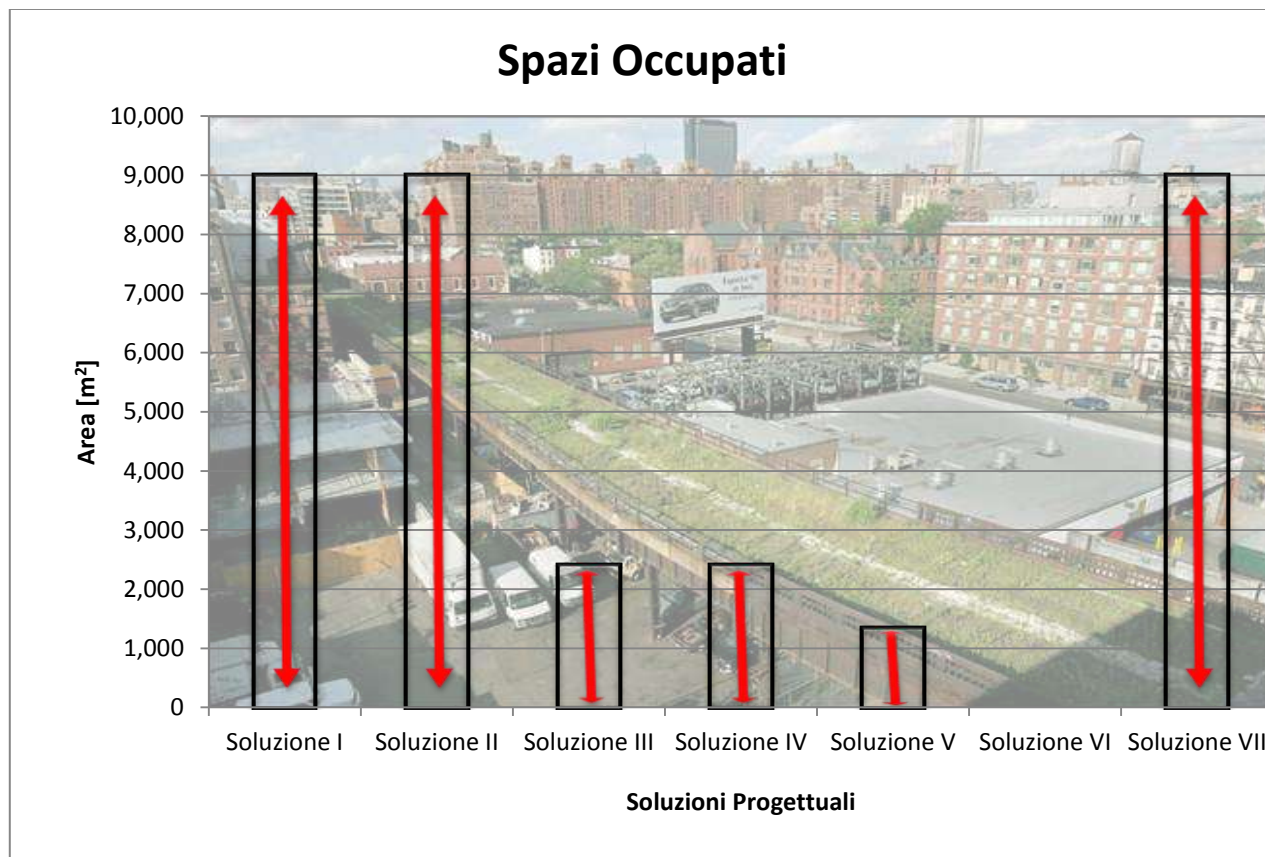 Spazi Occupati
10,000
9,000
8,000
7,000
6,000
5,000
4,000
3,000
2,000
1,000
0
Area [m²]
Soluzione I Soluzione II Soluzione III Soluzione IV Soluzione V Soluzione VI Soluzione VII
Soluzioni Progettuali